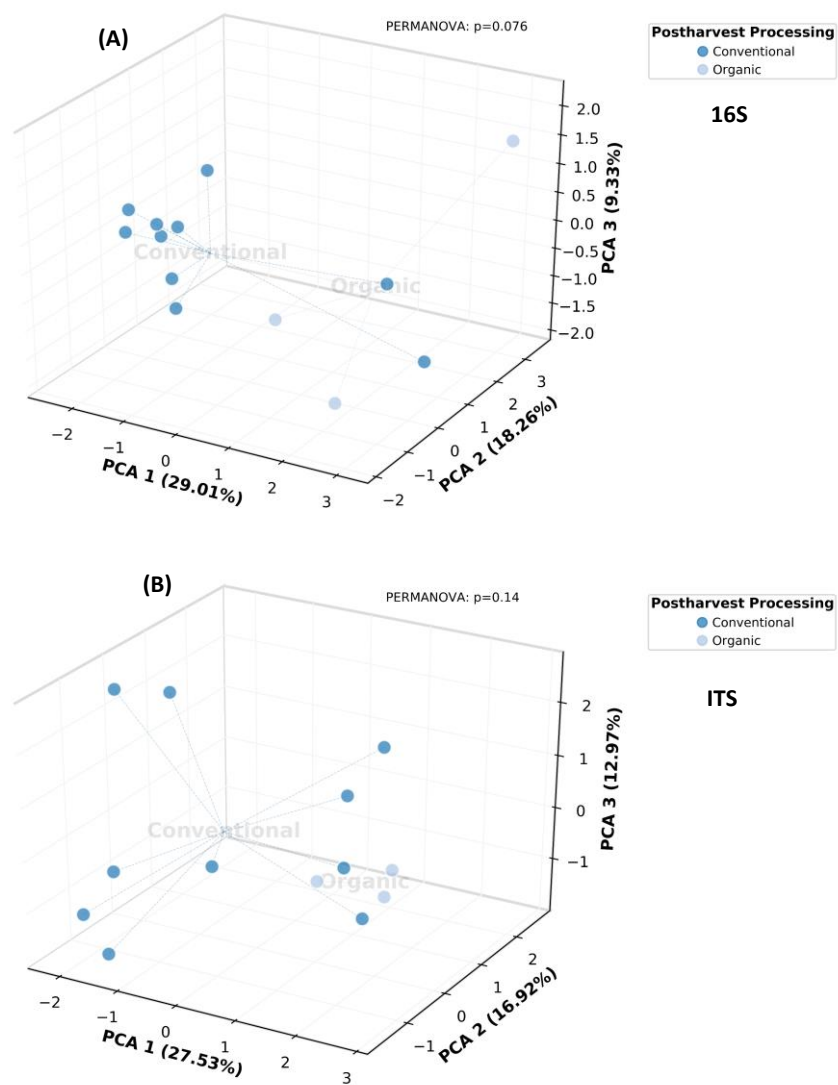 (A)
PERMANOVA: p=0.076
Postharvest Processing
Conventional
Organic
16S
Conventional
Organic
2.0
1.5
1.0
0.5
0.0
−0.5
−1.0
−1.5
−2.0
PCA 3 (9.33%)
−2
−1
0
1
2
3
PCA 1 (29.01%)
−2
−1
0
1
2
3
PCA 2 (18.26%)
(B)
PERMANOVA: p=0.14
Postharvest Processing
Conventional
Organic
ITS
Conventional
Organic
2
1
0
−1
PCA 3 (12.97%)
−2
−1
0
1
2
3
PCA 1 (27.53%)
−1
0
1
2
PCA 2 (16.92%)